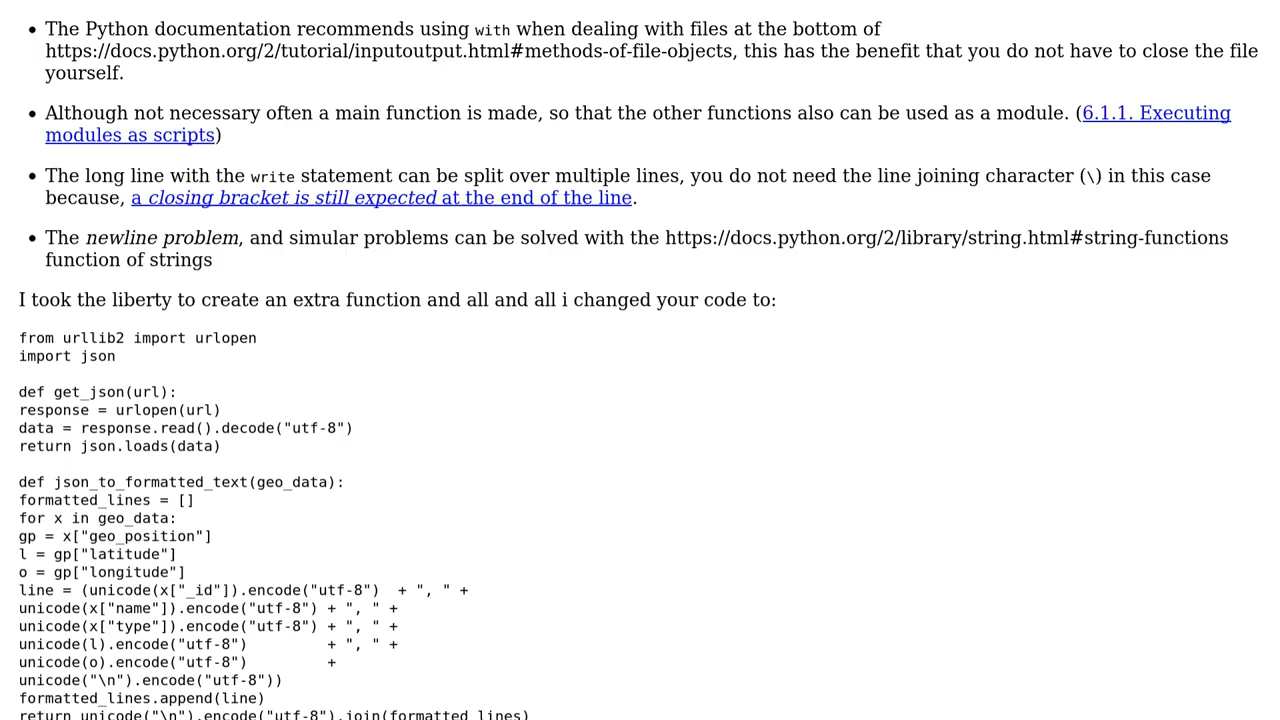 • The Python documentation recommends using with when dealing with files at the bottom of
https://docs.python.org/2/tutorial/inputoutput.html#methods-of-file-objects, this has the benefit that you do not have to close the file
yourself.
• Although not necessary often a main function is made, so that the other functions also can be used as a module. (6.1.1. Executing
modules as scripts)
• The long line with the write statement can be split over multiple lines, you do not need the line joining character (\) in this case
because, a closing bracket is still expected at the end of the line.
• The newline problem, and simular problems can be solved with the https://docs.python.org/2/library/string.html#string-functions
function of strings
I took the liberty to create an extra function and all and all i changed your code to:
from urllib2 import urlopen
import json
def get_json(url):
response = urlopen(url)
data = response.read().decode("utf-8")
return json.loads(data)
def json_to_formatted_text(geo_data):
formatted_lines = []
for x in geo_data:
gp = x["geo_position"]
l = gp["latitude"]
o = gp["longitude"]
line = (unicode(x["_id"]).encode("utf-8")  + ", " +
unicode(x["name"]).encode("utf-8") + ", " +
unicode(x["type"]).encode("utf-8") + ", " +
unicode(l).encode("utf-8")         + ", " +
unicode(o).encode("utf-8")         +
unicode("\n").encode("utf-8"))
formatted_lines.append(line)
return unicode("\n").encode("utf-8").join(formatted_lines)